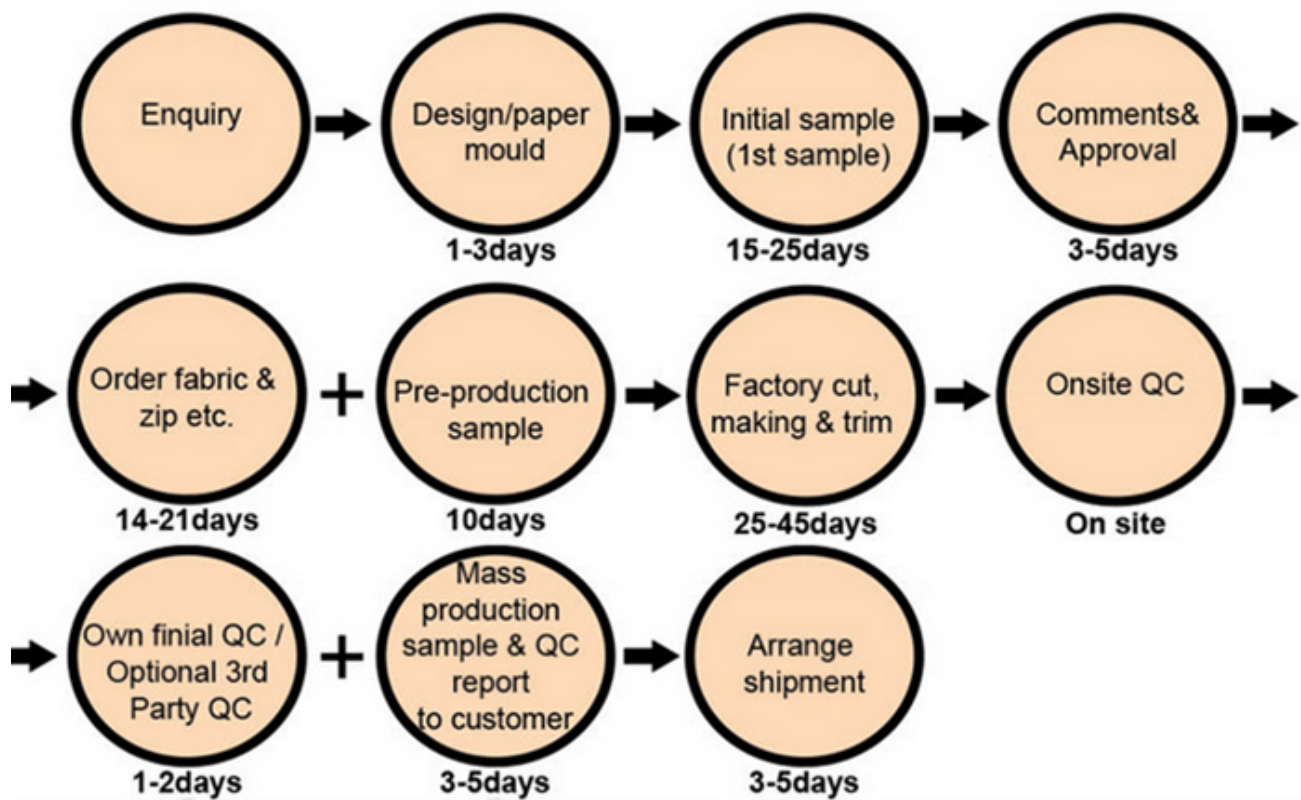 Enquiry
Design/paper
mould
1-3days
Initial sample
(1st sample)
15-25days
Comments&
Approval
3-5days
Order fabric &
zip etc.
14-21days
+
Pre-production
sample
10days
Factory cut,
making & trim
25-45days
Onsite QC
On site
Own finial QC /
Optional 3rd
Party QC
1-2days
+
Mass
production
sample & QC
report
to customer
3-5days
Arrange
shipment
3-5days